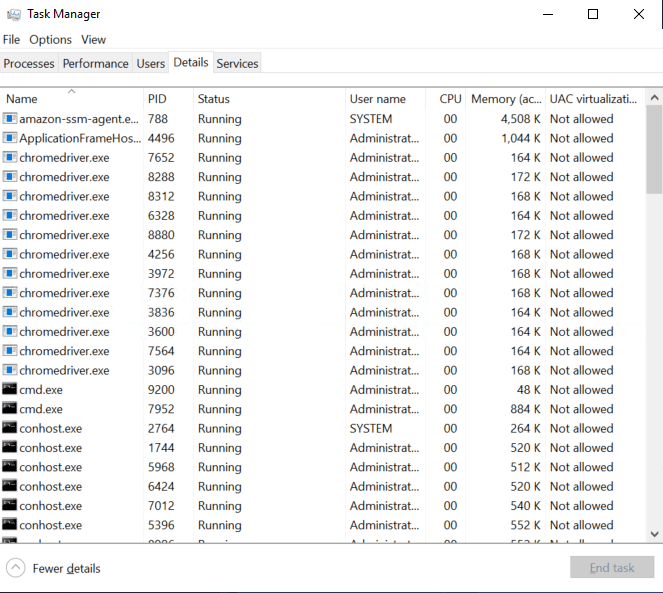 Task Manager
File Options View
Processes Performance Users Details Services
Name PID Status User name CPU Memory (ac... UAC virtualizati...
amazon-ssm-agent.e... 788 Running SYSTEM 00 4,508 K Not allowed
ApplicationFrameHos... 4496 Running Administrat... 00 1,044 K Not allowed
chromedriver.exe 7652 Running Administrat... 00 164 K Not allowed
chromedriver.exe 8288 Running Administrat... 00 172 K Not allowed
chromedriver.exe 8312 Running Administrat... 00 168 K Not allowed
chromedriver.exe 6328 Running Administrat... 00 164 K Not allowed
chromedriver.exe 8880 Running Administrat... 00 172 K Not allowed
chromedriver.exe 4256 Running Administrat... 00 168 K Not allowed
chromedriver.exe 3972 Running Administrat... 00 168 K Not allowed
chromedriver.exe 7376 Running Administrat... 00 168 K Not allowed
chromedriver.exe 3836 Running Administrat... 00 164 K Not allowed
chromedriver.exe 3600 Running Administrat... 00 164 K Not allowed
chromedriver.exe 7564 Running Administrat... 00 164 K Not allowed
chromedriver.exe 3096 Running Administrat... 00 168 K Not allowed
cmd.exe 9200 Running Administrat... 00 48 K Not allowed
cmd.exe 7952 Running Administrat... 00 884 K Not allowed
conhost.exe 2764 Running SYSTEM 00 264 K Not allowed
conhost.exe 1744 Running Administrat... 00 520 K Not allowed
conhost.exe 5968 Running Administrat... 00 512 K Not allowed
conhost.exe 6424 Running Administrat... 00 520 K Not allowed
conhost.exe 7012 Running Administrat... 00 540 K Not allowed
conhost.exe 5396 Running Administrat... 00 552 K Not allowed
Fewer details End task